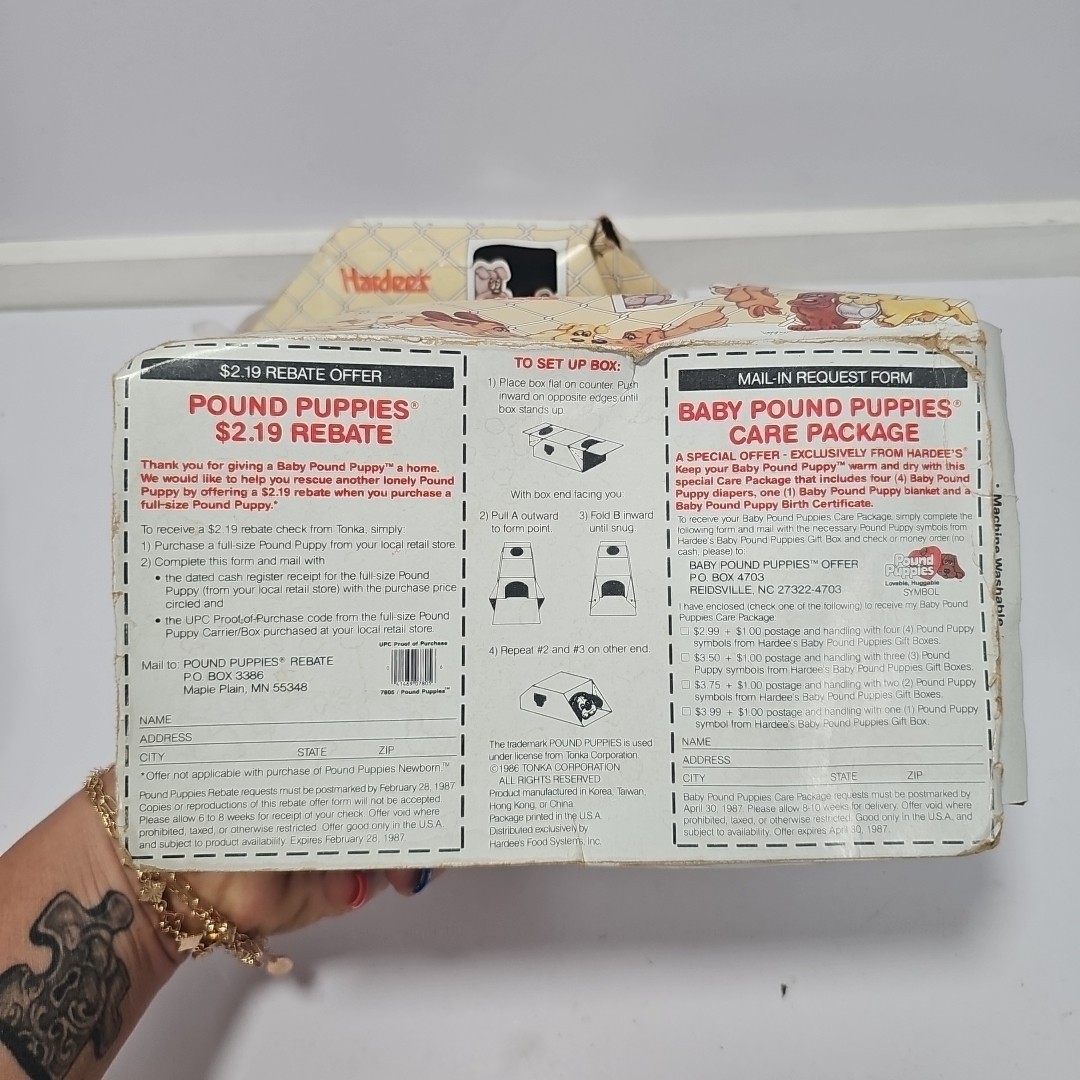 Hardee's
$2.19 REBATE OFFER
POUND PUPPIES®
$2.19 REBATE
Thank you for giving a Baby Pound Puppy™ a home.
We would like to help you rescue another lonely Pound
Puppy by offering a $2.19 rebate when you purchase a
full-size Pound Puppy.*
To receive a $2.19 rebate check from Tonka, simply:
1) Purchase a full-size Pound Puppy from your local retail store.
2) Complete this form and mail with
• the dated cash register receipt for the full-size Pound
Puppy (from your local retail store) with the purchase price
circled and
• the UPC Proof-of-Purchase code from the full-size Pound
Puppy Carrier/Box purchased at your local retail store.
UPC Proof of Purchase
7805 / Pound Puppies™
Mail to: POUND PUPPIES® REBATE
P.O. BOX 3386
Maple Plain, MN 55348
NAME
ADDRESS
CITY STATE ZIP
*Offer not applicable with purchase of Pound Puppies Newborn™
Pound Puppies Rebate requests must be postmarked by February 28, 1987.
Copies or reproductions of this rebate offer form will not be accepted.
Please allow 6 to 8 weeks for receipt of your check. Offer void where
prohibited, taxed, or otherwise restricted. Offer good only in the U.S.A.
and subject to product availability. Expires February 28, 1987.
TO SET UP BOX:
1) Place box flat on counter. Push
inward on opposite edges until
box stands up.
With box end facing you:
2) Pull A outward
to form point.
3) Fold B inward
until snug.
4) Repeat #2 and #3 on other end.
The trademark POUND PUPPIES is used
under license from Tonka Corporation.
©1986 TONKA CORPORATION
ALL RIGHTS RESERVED
Product manufactured in Korea, Taiwan,
Hong Kong, or China.
Package printed in the U.S.A.
Distributed exclusively by
Hardee's Food Systems, Inc.
MAIL-IN REQUEST FORM
BABY POUND PUPPIES®
CARE PACKAGE
A SPECIAL OFFER - EXCLUSIVELY FROM HARDEE'S®
Keep your Baby Pound Puppy™ warm and dry with this
special Care Package that includes four (4) Baby Pound
Puppy diapers, one (1) Baby Pound Puppy blanket and a
Baby Pound Puppy Birth Certificate.
To receive your Baby Pound Puppies Care Package, simply complete the
following form and mail with the necessary Pound Puppy symbols from
Hardee's Baby Pound Puppies Gift Box and check or money order (no
cash, please) to:
BABY POUND PUPPIES™ OFFER
P.O. BOX 4703
REIDSVILLE, NC 27322-4703
Pound
Puppies
Lovable, Huggable
SYMBOL
I have enclosed (check one of the following) to receive my Baby Pound
Puppies Care Package:
$2.99 + $1.00 postage and handling with four (4) Pound Puppy
symbols from Hardee's Baby Pound Puppies Gift Boxes.
$3.50 + $1.00 postage and handling with three (3) Pound
Puppy symbols from Hardee's Baby Pound Puppies Gift Boxes.
$3.75 + $1.00 postage and handling with two (2) Pound Puppy
symbols from Hardee's Baby Pound Puppies Gift Boxes.
$3.99 + $1.00 postage and handling with one (1) Pound Puppy
symbol from Hardee's Baby Pound Puppies Gift Box.
NAME
ADDRESS
CITY STATE ZIP
Baby Pound Puppies Care Package requests must be postmarked by
April 30, 1987. Please allow 8-10 weeks for delivery. Offer void where
prohibited, taxed, or otherwise restricted. Good only in the U.S.A. and
subject to availability. Offer expires April 30, 1987.
• Machine Washable